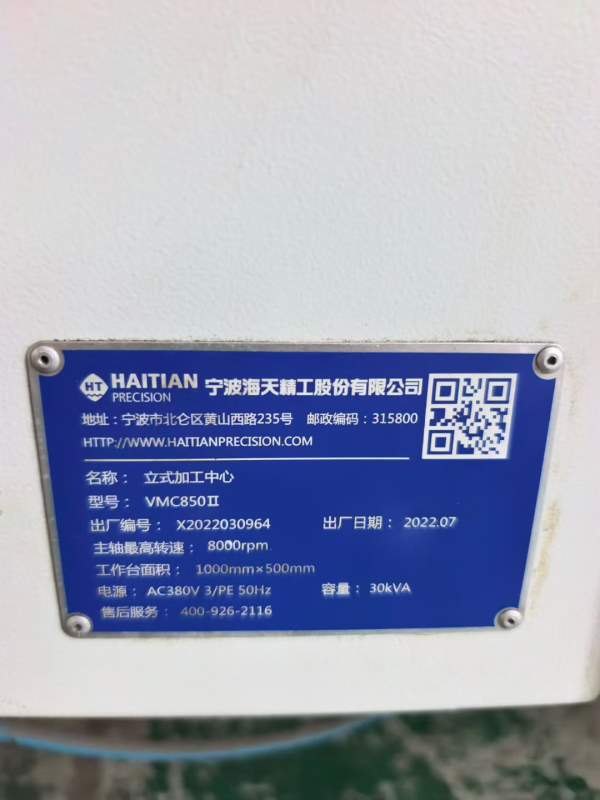 HT HAITIAN PRECISION 宁波海天精工股份有限公司
地址：宁波市北仑区黄山西路235号 邮政编码：315800
HTTP://WWW.HAITIANPRECISION.COM
名称： 立式加工中心
型号： VMC850Ⅱ
出厂编号： X2022030964 出厂日期： 2022.07
主轴最高转速： 8000rpm
工作台面积： 1000mm×500mm
电源： AC380V 3/PE 50Hz 容量： 30kVA
售后服务： 400-926-2116